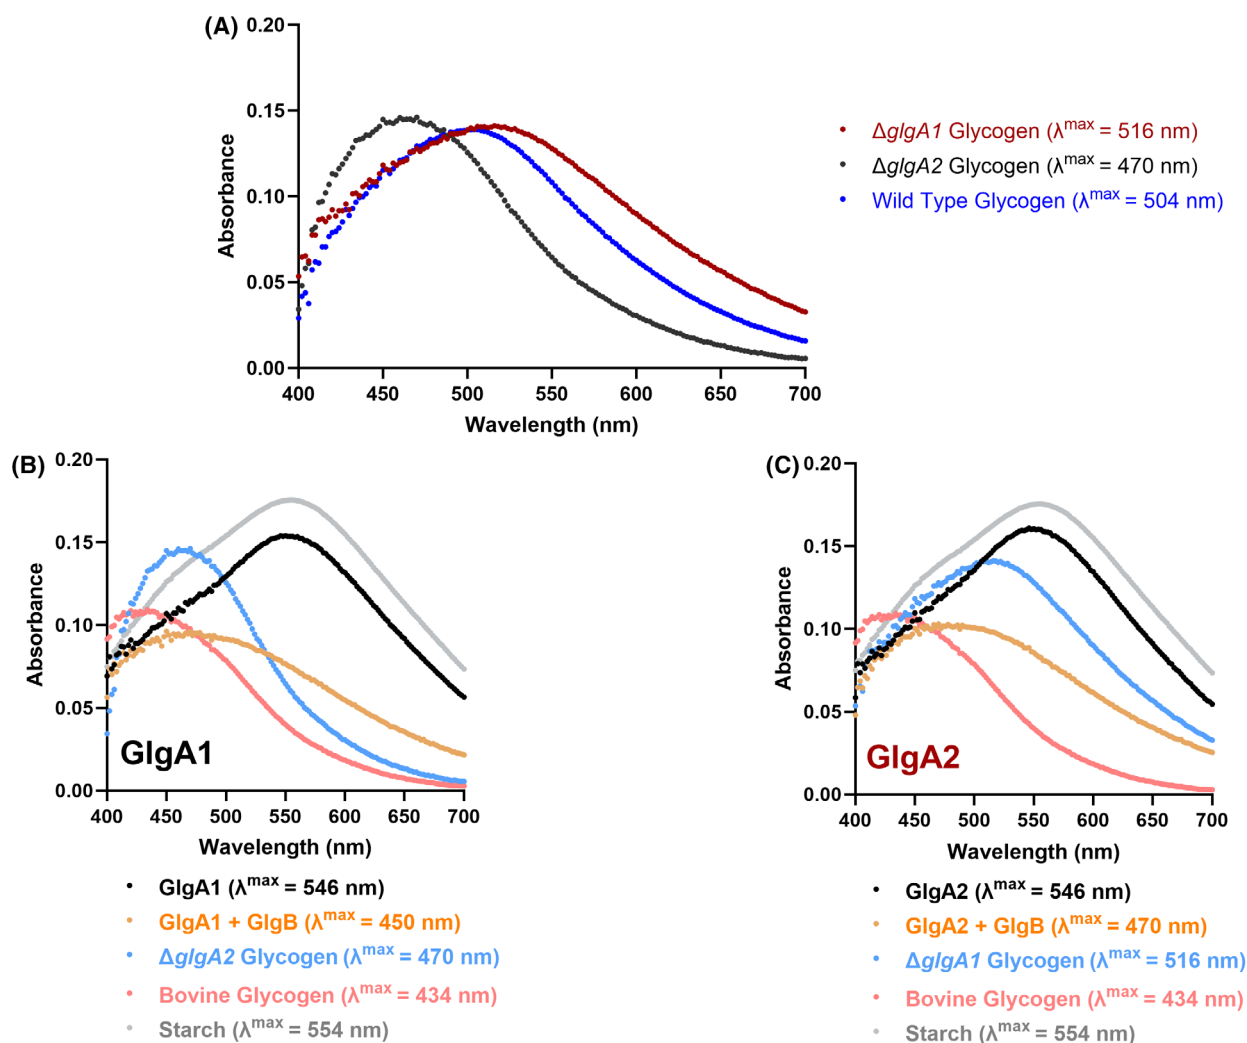 (A)
0.20
0.15
0.10
0.05
0.00
Absorbance
400 450 500 550 600 650 700
Wavelength (nm)
ΔglgA1 Glycogen (λmax = 516 nm)
ΔglgA2 Glycogen (λmax = 470 nm)
Wild Type Glycogen (λmax = 504 nm)
(B)
0.20
0.15
0.10
0.05
0.00
Absorbance
GlgA1
400 450 500 550 600 650 700
Wavelength (nm)
GlgA1 (λmax = 546 nm)
GlgA1 + GlgB (λmax = 450 nm)
ΔglgA2 Glycogen (λmax = 470 nm)
Bovine Glycogen (λmax = 434 nm)
Starch (λmax = 554 nm)
(C)
0.20
0.15
0.10
0.05
0.00
Absorbance
GlgA2
400 450 500 550 600 650 700
Wavelength (nm)
GlgA2 (λmax = 546 nm)
GlgA2 + GlgB (λmax = 470 nm)
ΔglgA1 Glycogen (λmax = 516 nm)
Bovine Glycogen (λmax = 434 nm)
Starch (λmax = 554 nm)